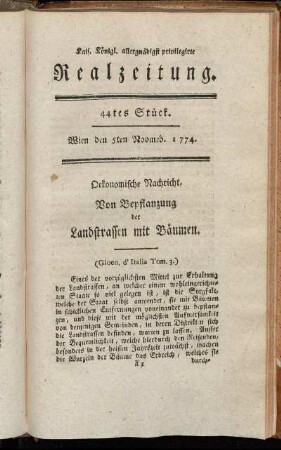 Kais. Königl. allergnädigst privilegirte
Realzeitung.
44tes Stück.
Wien den 5ten Novemb. 1774.
Oekonomische Nachricht.
Von Bepflanzung
der
Landstrassen mit Bäumen.
(Giorn. d' Italia Tom. 3.)
Eines der vorzüglichsten Mittel zur Erhaltung
der Landstrassen, an welcher einem wohleingerichte-
ten Staate so viel gelegen ist, ist die Sorgfalt,
welche der Staat selbst anwendet, sie mit Bäumen
in schicklichen Entfernungen voneinander zu bepflan-
zen, und diese mit der möglichsten Aufmerksamkeit
von denjenigen Gemeinden, in deren Distrikten sich
die Landstrassen befinden, warten zu lassen. Ausser
der Bequemlichkeit, welche hierdurch den Reisenden,
besonders in der heissen Jahrszeit zuwächst, machen
die Wurzeln der Bäume das Erdreich, welches sie
Xx
durch-